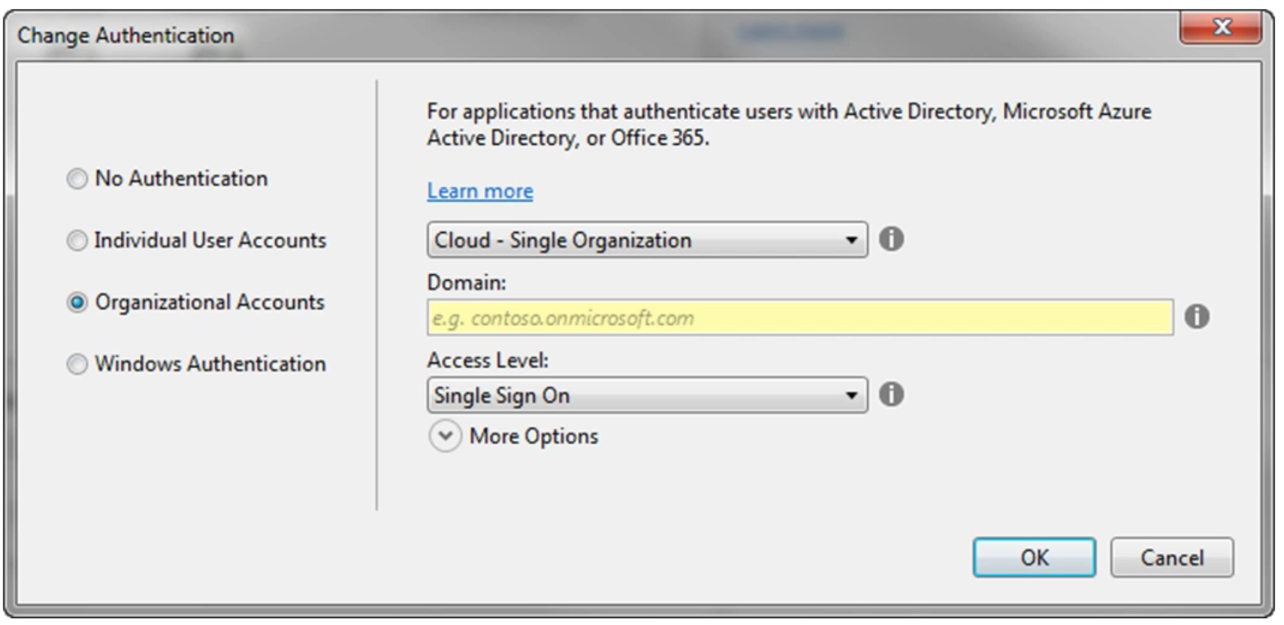 Change Authentication
No Authentication
Individual User Accounts
Organizational Accounts
Windows Authentication
For applications that authenticate users with Active Directory, Microsoft Azure
Active Directory, or Office 365.
Learn more
Cloud - Single Organization
Domain:
e.g. contoso.onmicrosoft.com
Access Level:
Single Sign On
More Options
OK
Cancel